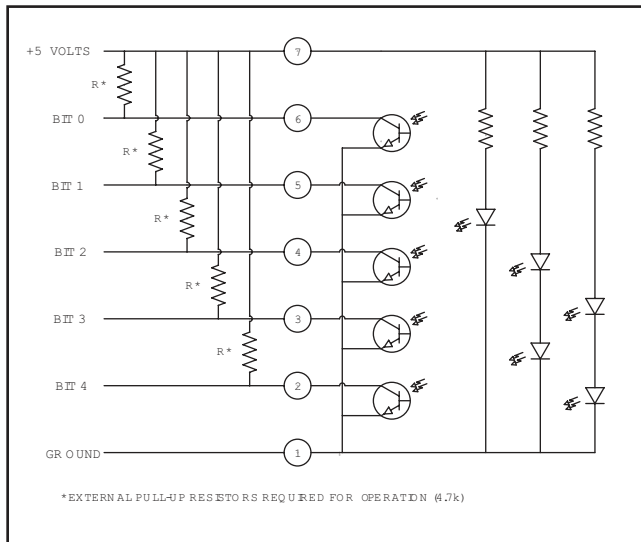 +5 VOLTS 7
R*
BIT 0 6
R*
BIT 1 5
R*
BIT 2 4
R*
BIT 3 3
R*
BIT 4 2
GROUND 1
*EXTERNAL PULL-UP RESISTORS REQUIRED FOR OPERATION (4.7k)